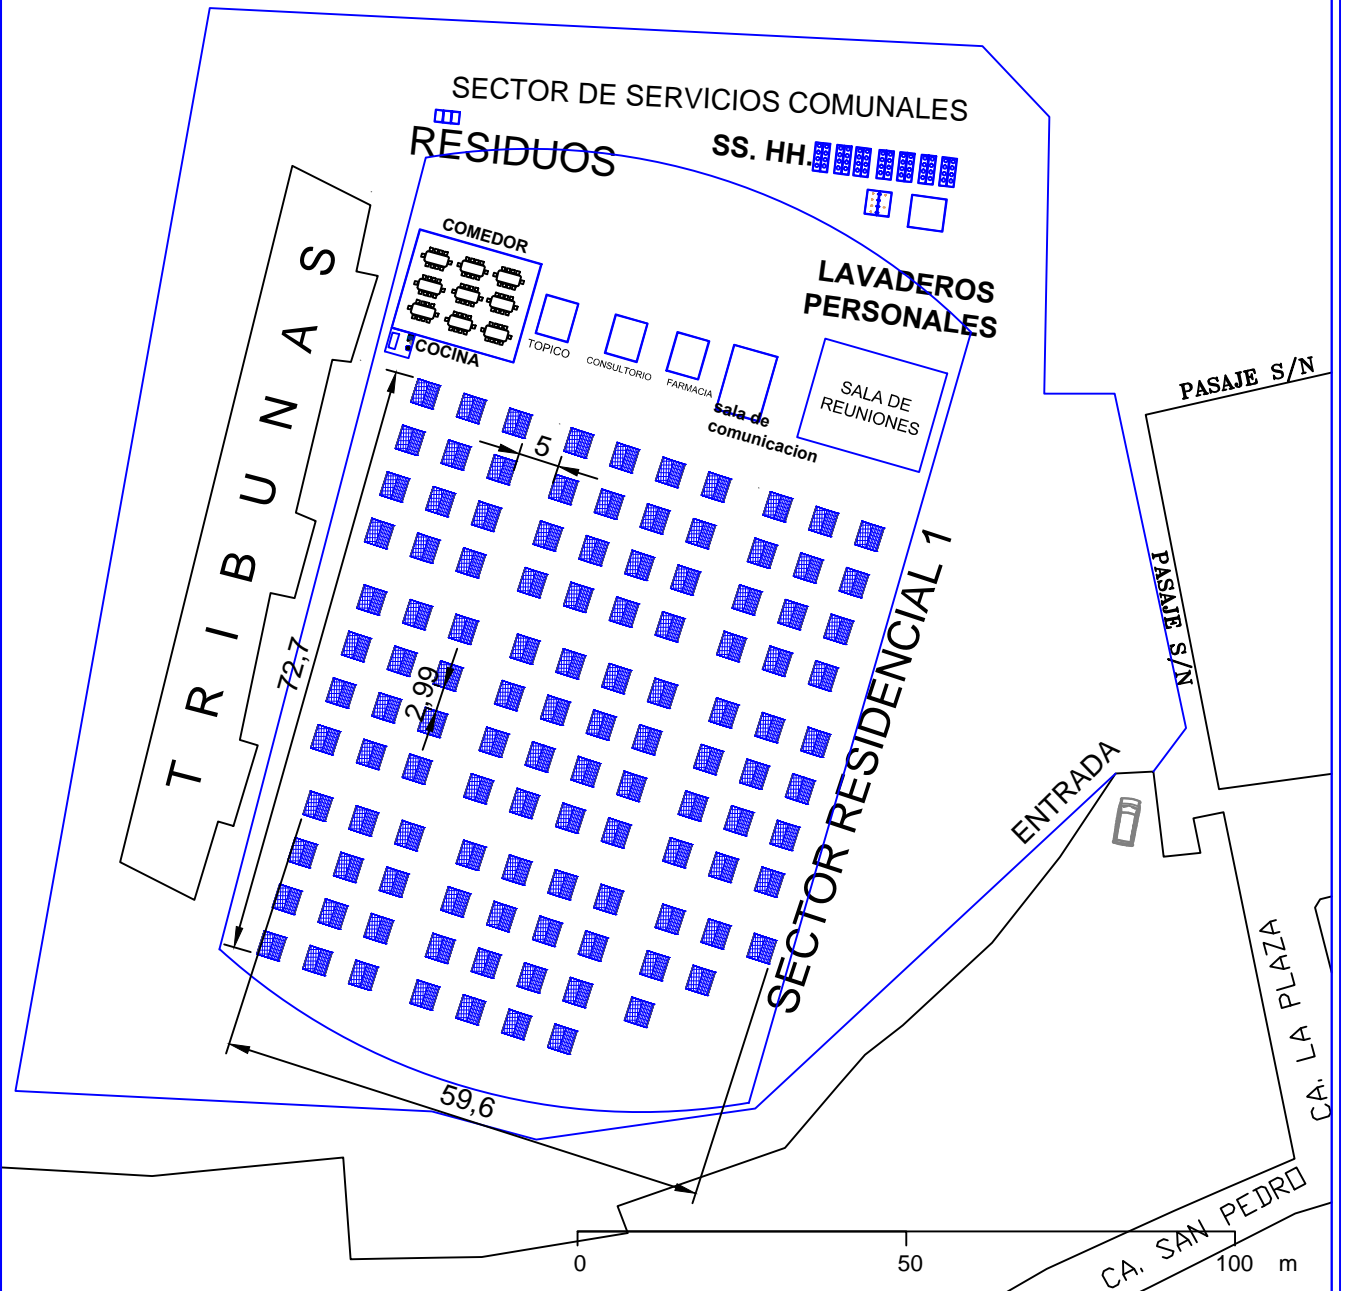 SECTOR DE SERVICIOS COMUNALES
RESIDUOS
SS. HH.
COMEDOR
LAVADEROS
PERSONALES
COCINA
TOPICO
CONSULTORIO
FARMACIA
sala de
comunicacion
SALA DE
REUNIONES
TRIBUNAS
5
72,7
2,99
59,6
SECTOR RESIDENCIAL 1
ENTRADA
PASAJE S/N
PASAJE S/N
CA. LA PLAZA
CA. SAN PEDRO
0
50
100 m